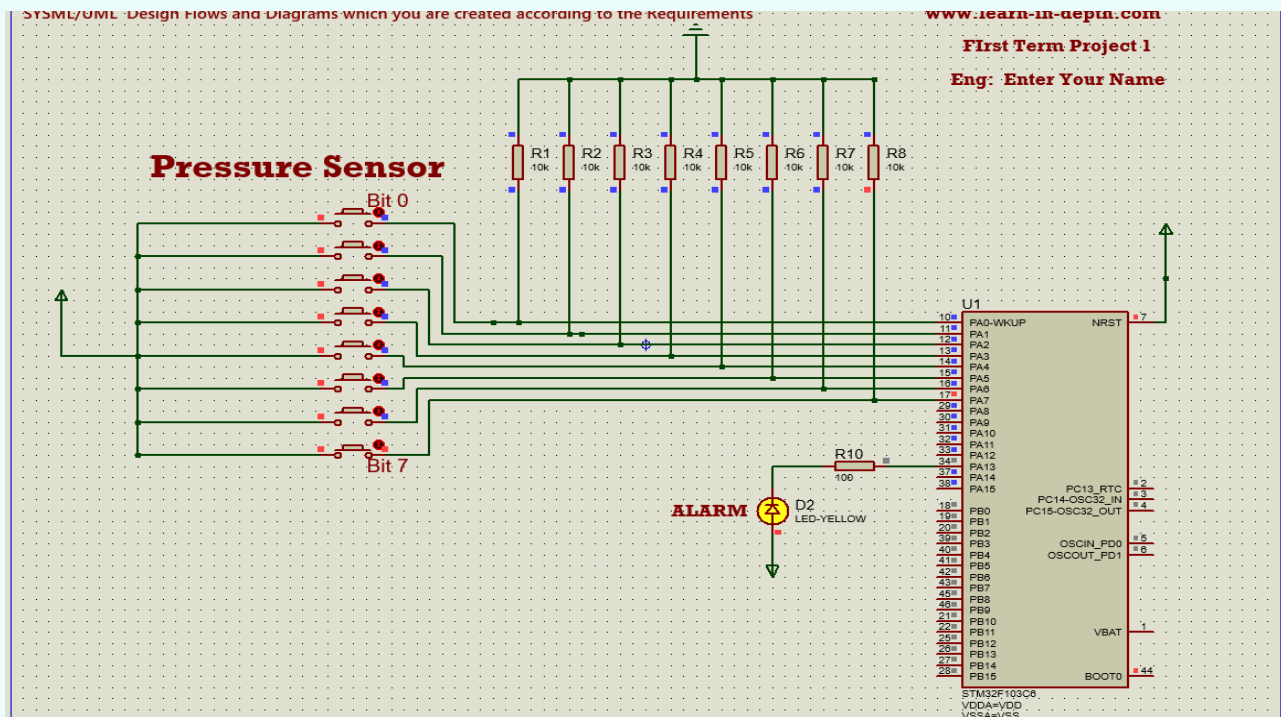 SYSML/UML Design Flows and Diagrams which you are created according to the Requirements
www.learn-in-depth.com
FIrst Term Project 1
Eng: Enter Your Name
Pressure Sensor
Bit 0
Bit 7
R1
10k
R2
10k
R3
10k
R4
10k
R5
10k
R6
10k
R7
10k
R8
10k
R10
100
ALARM
D2
LED-YELLOW
U1
10 PA0-WKUP
11 PA1
12 PA2
13 PA3
14 PA4
15 PA5
16 PA6
17 PA7
29 PA8
30 PA9
31 PA10
32 PA11
33 PA12
34 PA13
37 PA14
38 PA15
18 PB0
19 PB1
20 PB2
39 PB3
40 PB4
41 PB5
42 PB6
43 PB7
45 PB8
46 PB9
21 PB10
22 PB11
25 PB12
26 PB13
27 PB14
28 PB15
NRST 7
PC13_RTC 2
PC14-OSC32_IN 3
PC15-OSC32_OUT 4
OSCIN_PD0 5
OSCOUT_PD1 6
VBAT 1
BOOT0 44
STM32F103C6
VDDA=VDD
VSSA=VSS